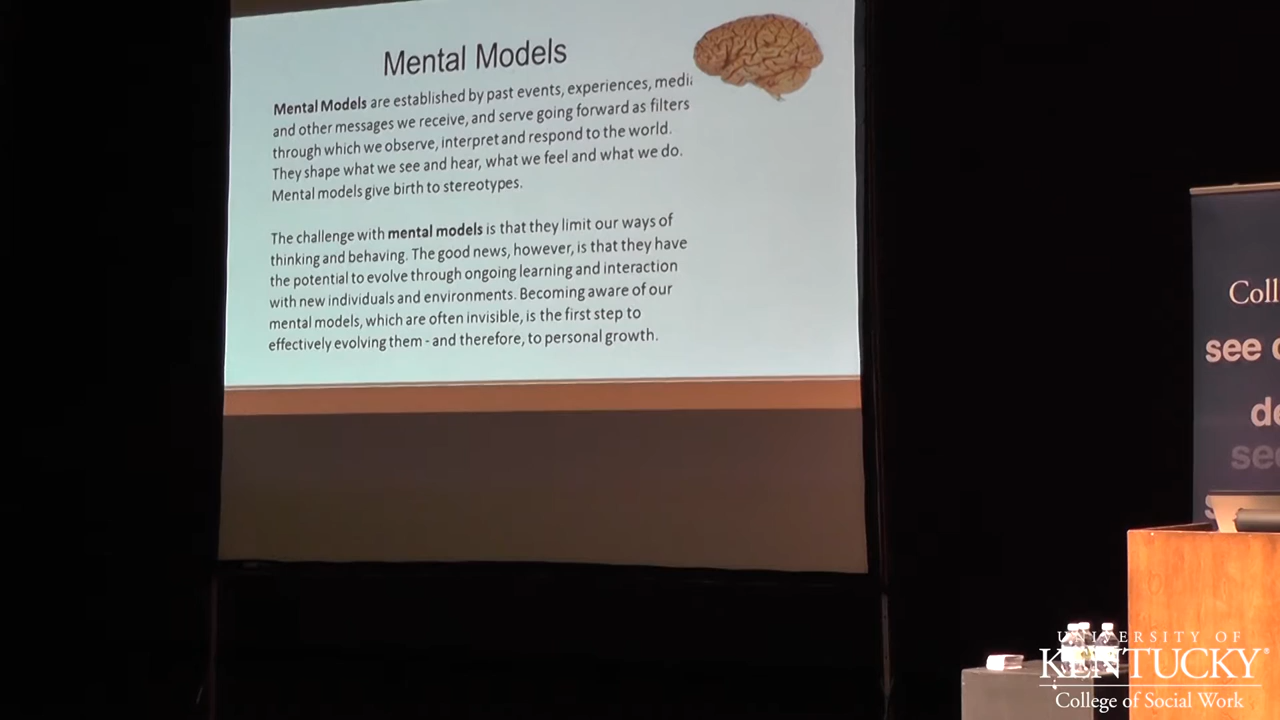 Mental Models
Mental Models are established by past events, experiences, medi
and other messages we receive, and serve going forward as filters
through which we observe, interpret and respond to the world.
They shape what we see and hear, what we feel and what we do.
Mental models give birth to stereotypes.
The challenge with mental models is that they limit our ways of
thinking and behaving. The good news, however, is that they have
the potential to evolve through ongoing learning and interaction
with new individuals and environments. Becoming aware of our
mental models, which are often invisible, is the first step to
effectively evolving them - and therefore, to personal growth.
Coll
see
de
see
UNIVERSITY OF
KENTUCKY®
College of Social Work